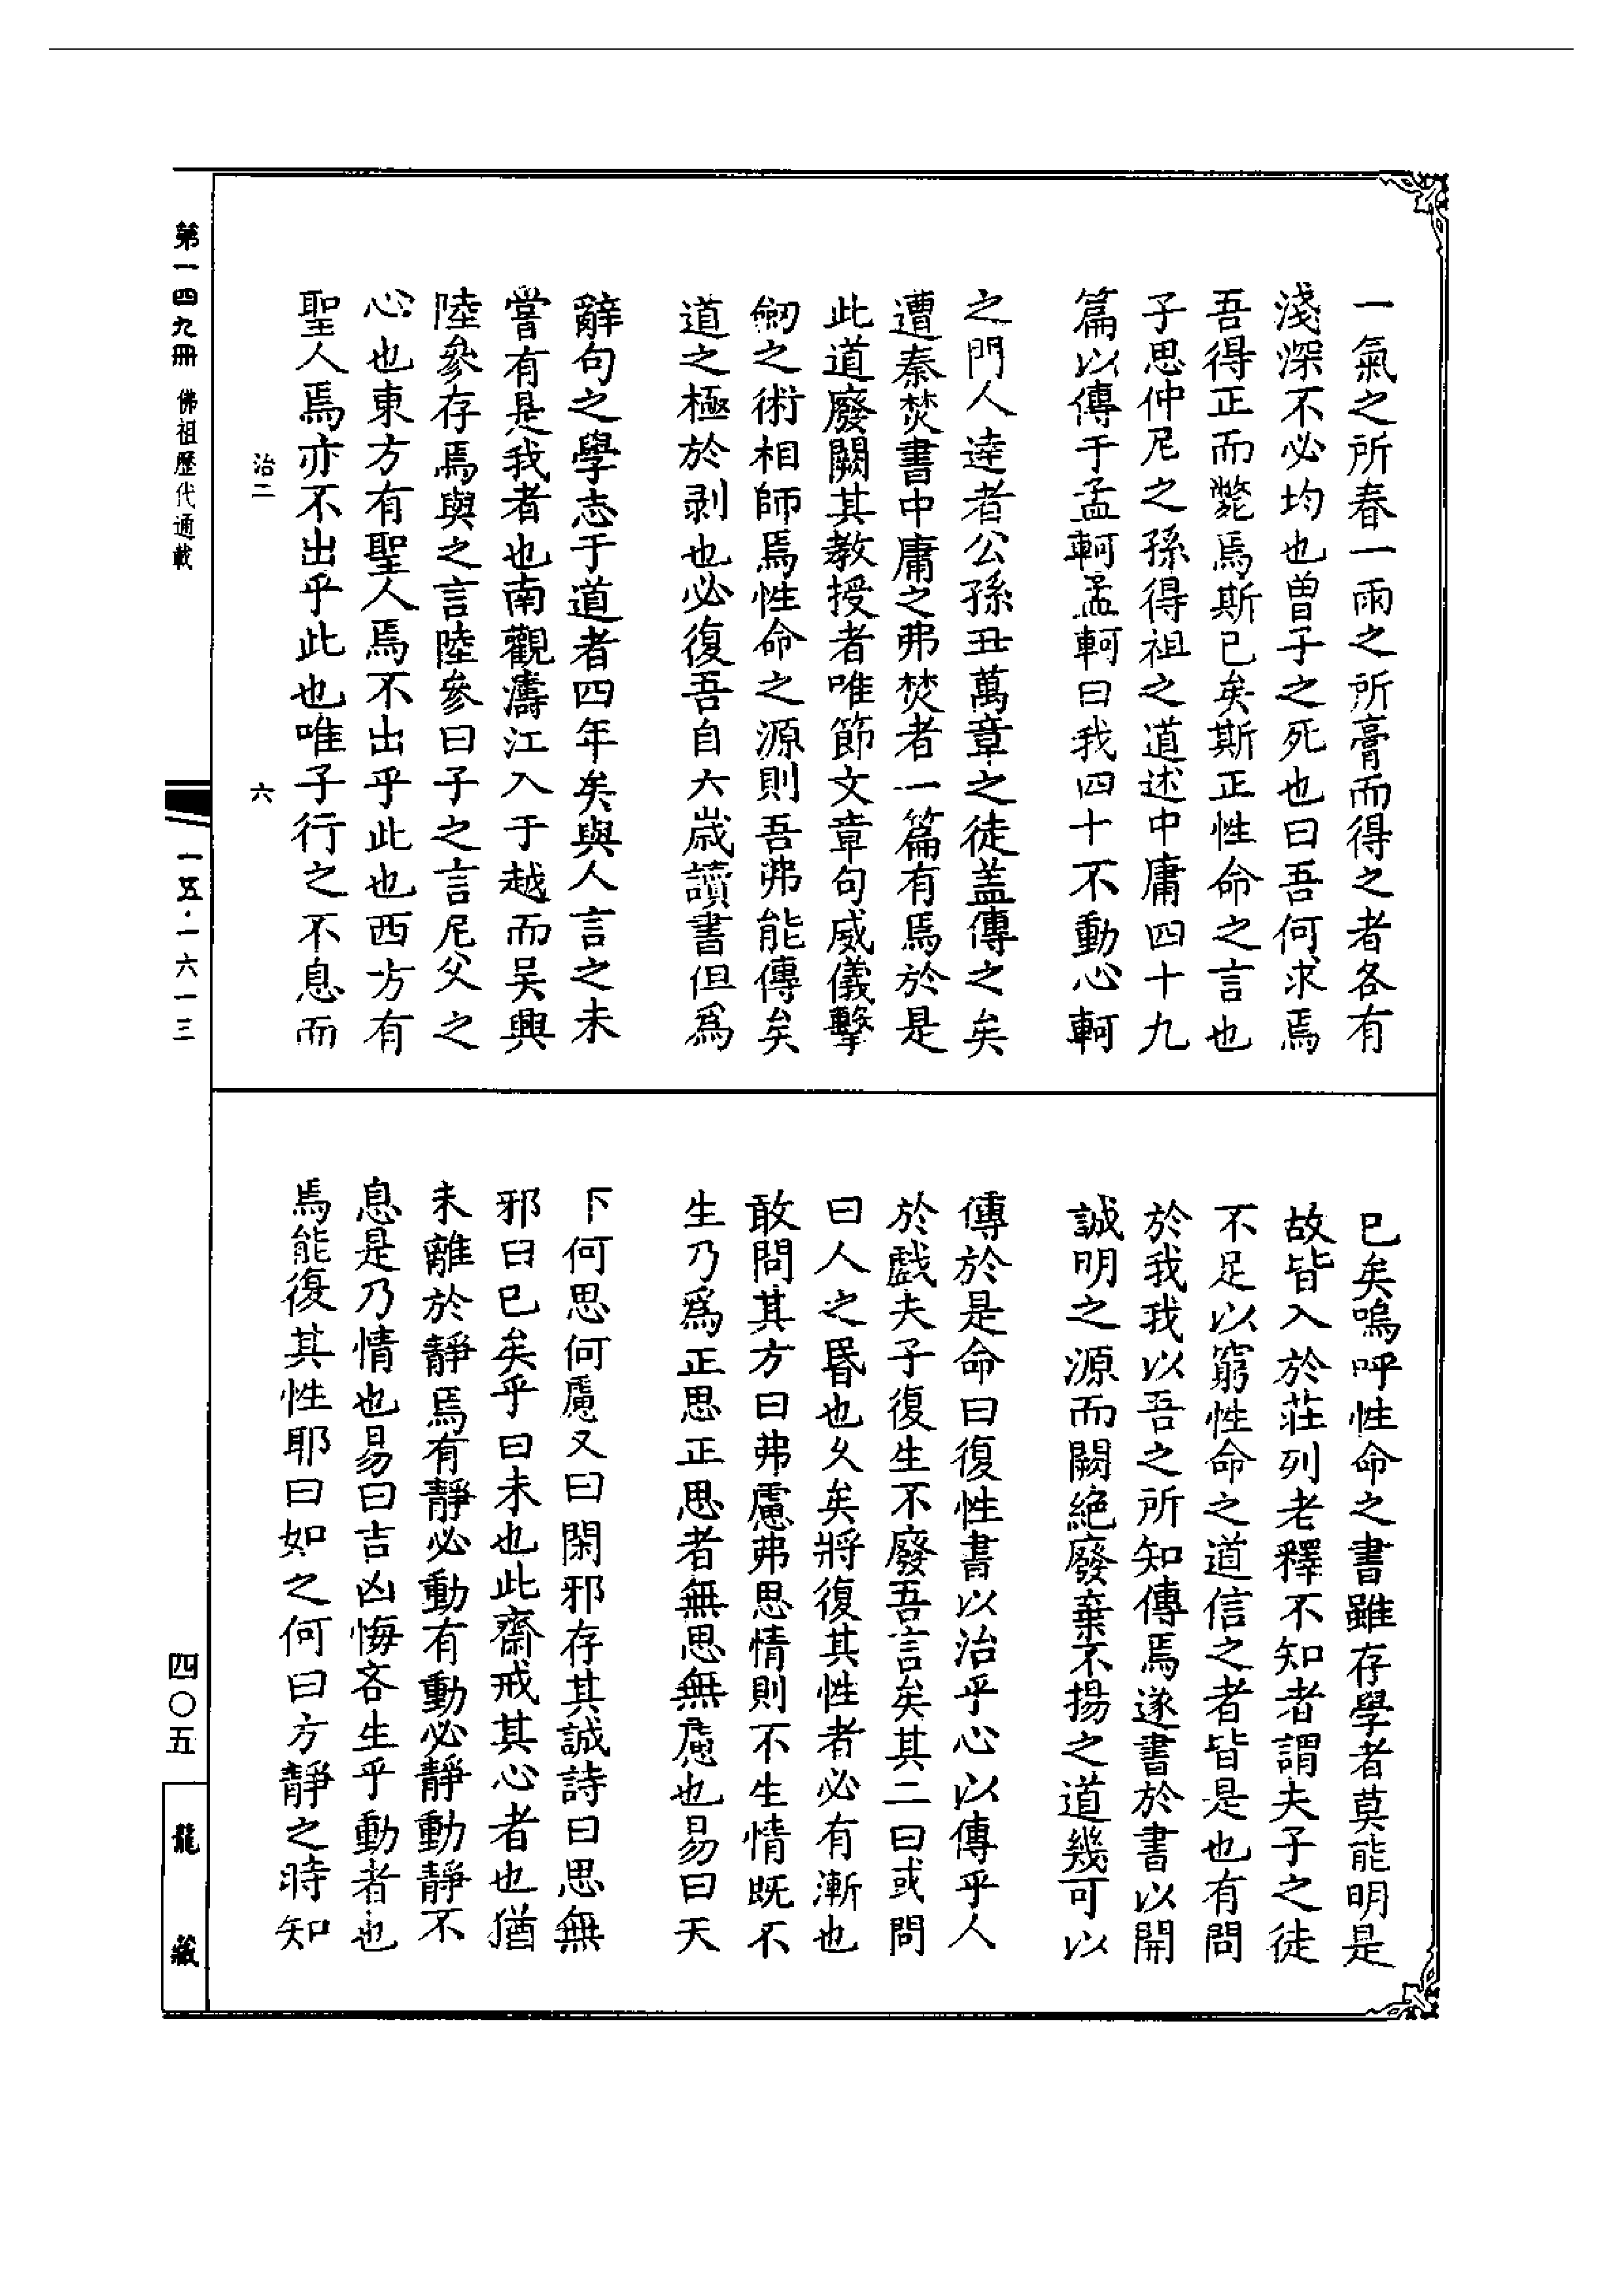 一氣之所春一雨之所膏而得之者各有
淺深不必均也曾子之死也曰吾何求焉
吾得正而斃焉斯已矣斯正性命之言也
子思仲尼之孫得祖之道述中庸四十九
篇以傳于孟軻孟軻曰我四十不動心軻
之門人達者公孫丑萬章之徒盖傳之矣
遭秦焚書中庸之弗焚者一篇有焉於是
此道廢闕其教授者唯節文章句威儀擊
劒之術相師焉性命之源則吾弗能傳矣
道之極於剥也必復吾自六歲讀書但為
辭句之學志于道者四年矣與人言之未
嘗有是我者也南觀濤江入于越而吴興
陸參存焉與之言陸參曰子之言尼父之
心也東方有聖人焉不出乎此也西方有
聖人焉亦不出乎此也唯子行之不息而
已矣嗚呼性命之書雖存學者莫能明是
故皆入於莊列老釋不知者謂夫子之徒
不足以窮性命之道信之者皆是也有問
於我我以吾之所知傳焉遂書於書以開
誠明之源而闕絕廢棄不揚之道幾可以
傳於是命曰復性書以治乎心以傳乎人
於戲夫子復生不廢吾言矣其二曰或問
曰人之昬也乆矣將復其性者必有漸也
敢問其方曰弗慮弗思情則不生情既不
生乃為正思正思者無思無慮也易曰天
下何思何慮又曰閑邪存其誠詩曰思無
邪曰已矣乎曰未也此齋戒其心者也猶
未離於靜焉有靜必動有動必靜動靜不
息是乃情也易曰吉凶悔吝生乎動者也
焉能復其性耶曰如之何曰方靜之時知
治二
六
第一四九冊 佛祖歷代通載
一五·一六一三
四〇五
龍藏